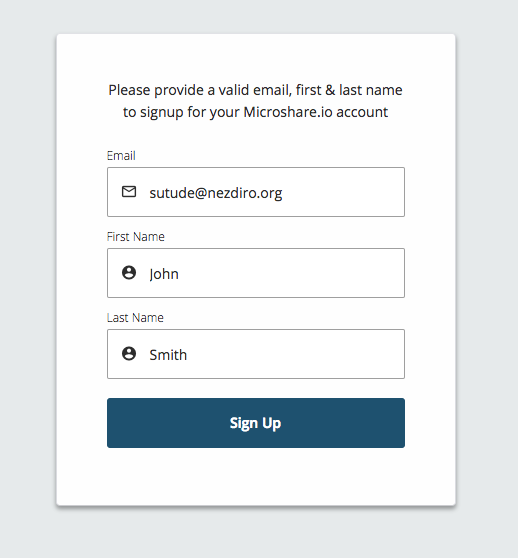 Please provide a valid email, first & last name
to signup for your Microshare.io account
Email
sutude@nezdiro.org
First Name
John
Last Name
Smith
Sign Up